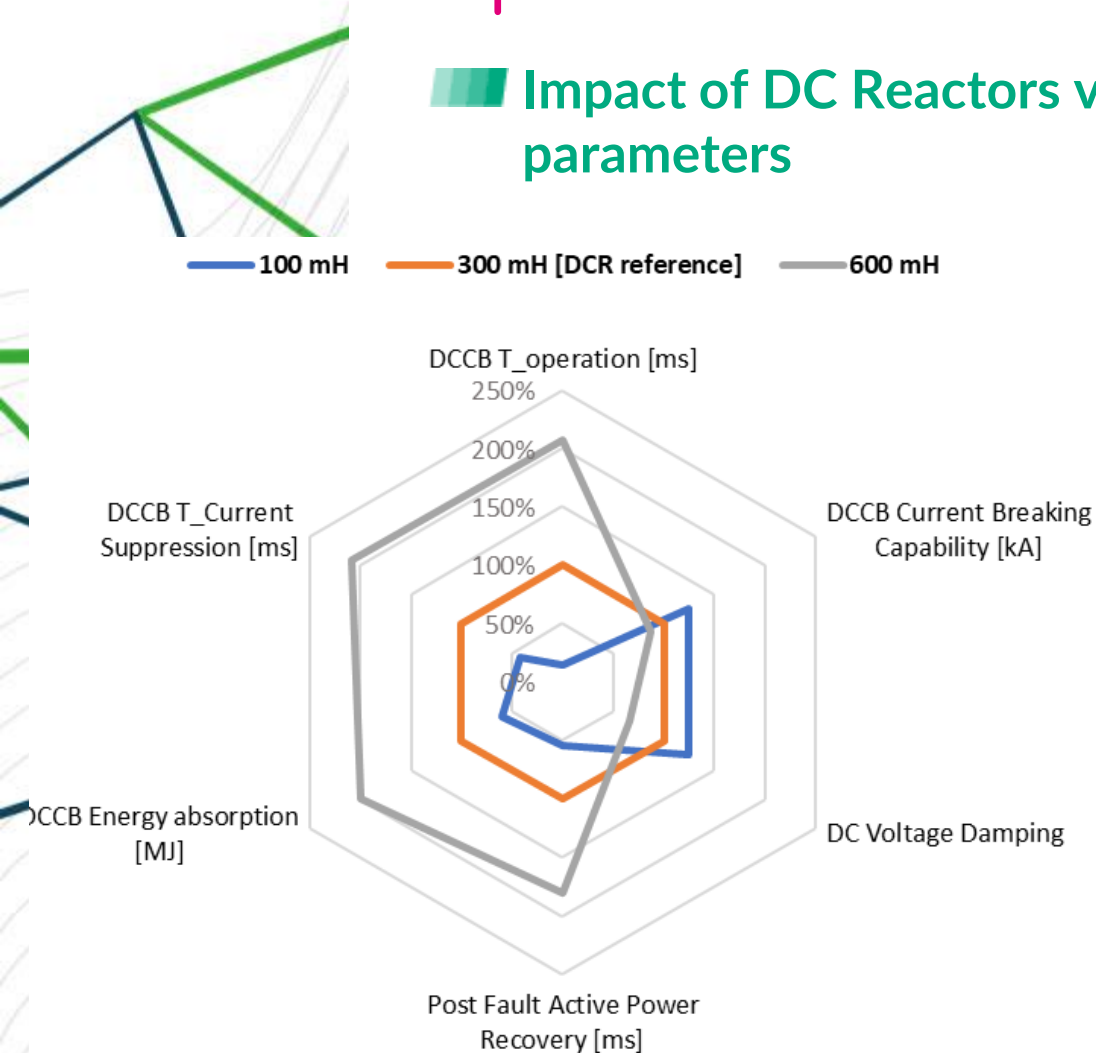 Impact of DC Reactors v
parameters
100 mH
300 mH [DCR reference]
600 mH
DCCB T_operation [ms]
250%
200%
150%
100%
50%
0%
DCCB Current Breaking
Capability [kA]
DC Voltage Damping
Post Fault Active Power
Recovery [ms]
DCCB Energy absorption
[MJ]
DCCB T_Current
Suppression [ms]